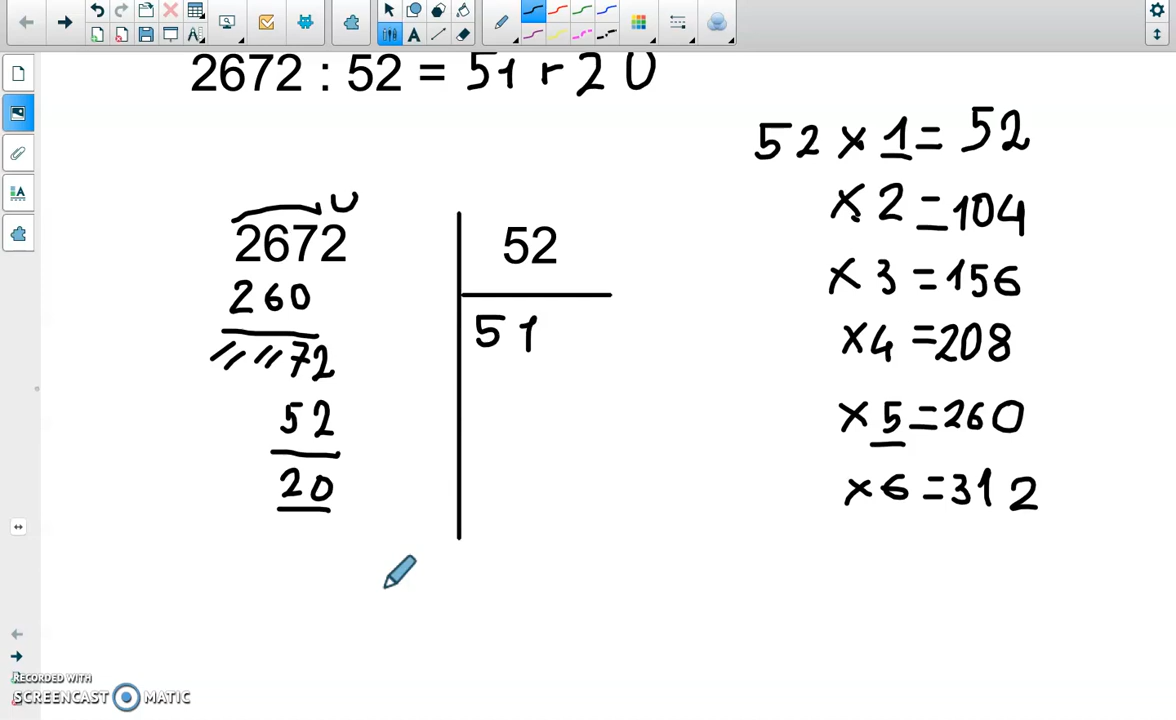 2672 : 52 = 51 r 20
52 x 1 = 52
x 2 = 104
x 3 = 156
x 4 = 208
x 5 = 260
x 6 = 312
2672
52
260
51
72
52
20
RECORDED WITH
SCREENCAST MATIC